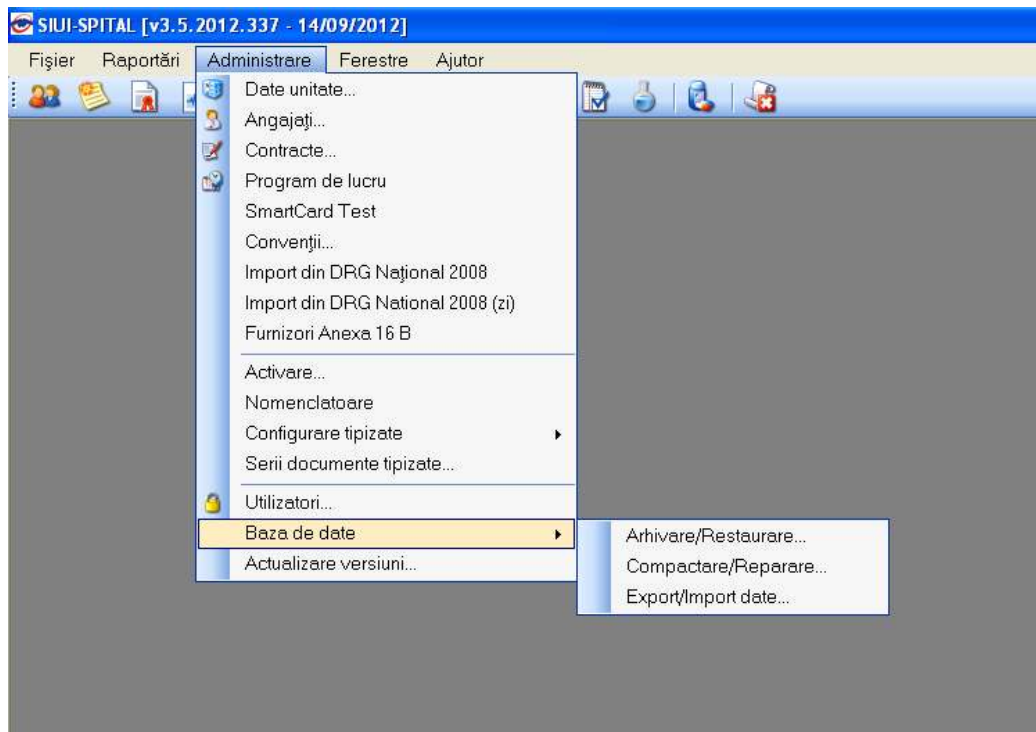 SIUI-SPITAL [v3.5.2012.337 - 14/09/2012]
Fişier Raportări Administrare Ferestre Ajutor
Date unitate...
Angajaţi...
Contracte...
Program de lucru
SmartCard Test
Convenţii...
Import din DRG Naţional 2008
Import din DRG National 2008 (zi)
Furnizori Anexa 16 B
Activare...
Nomenclatoare
Configurare tipizate
Serii documente tipizate...
Utilizatori...
Baza de date
Arhivare/Restaurare...
Actualizare versiuni...
Compactare/Reparare...
Export/Import date...